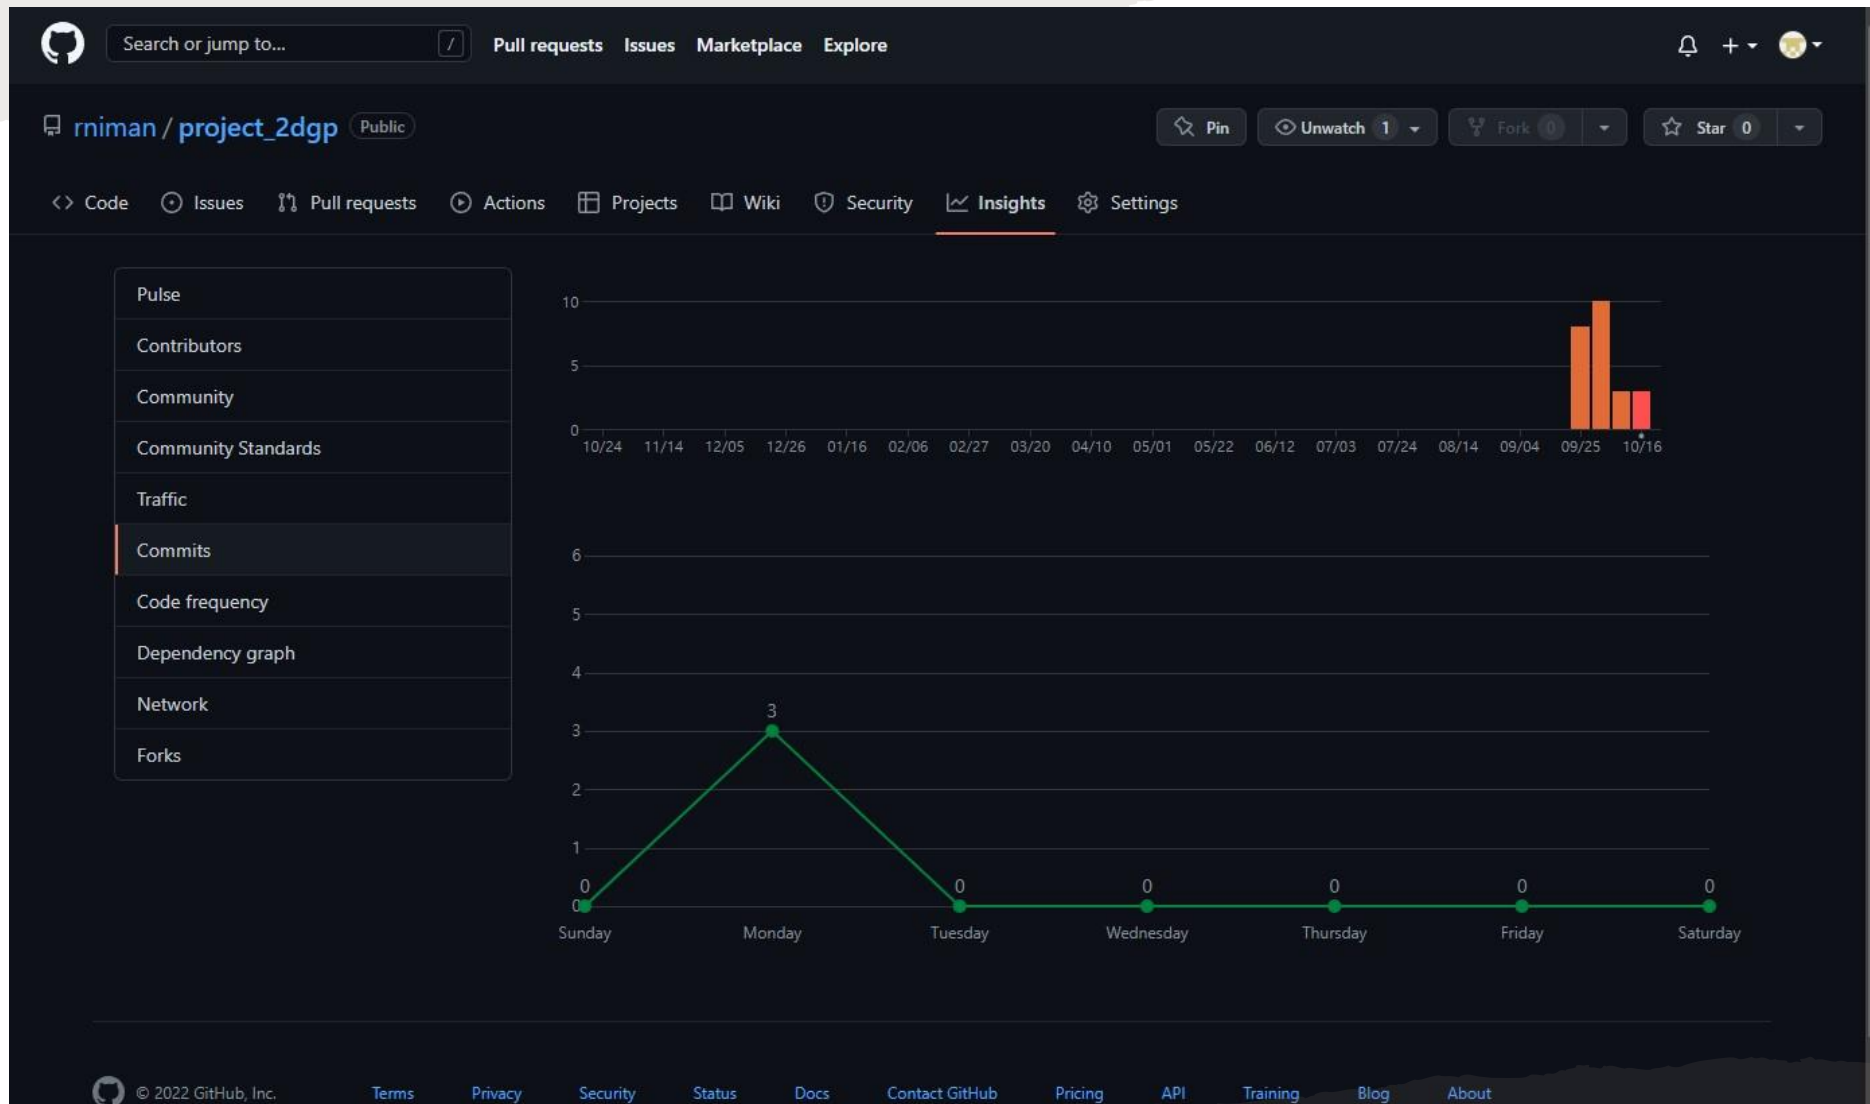 Search or jump to... / Pull requests Issues Marketplace Explore
rniman / project_2dgp Public Pin Unwatch 1 Fork 0 Star 0
Code Issues Pull requests Actions Projects Wiki Security Insights Settings
Pulse
Contributors
Community
Community Standards
Traffic
Commits
Code frequency
Dependency graph
Network
Forks
10
5
0
10/24 11/14 12/05 12/26 01/16 02/06 02/27 03/20 04/10 05/01 05/22 06/12 07/03 07/24 08/14 09/04 09/25 10/16
6
5
4
3
3
2
1
0 0 0 0 0 0
0
Sunday Monday Tuesday Wednesday Thursday Friday Saturday
© 2022 GitHub, Inc. Terms Privacy Security Status Docs Contact GitHub Pricing API Training Blog About